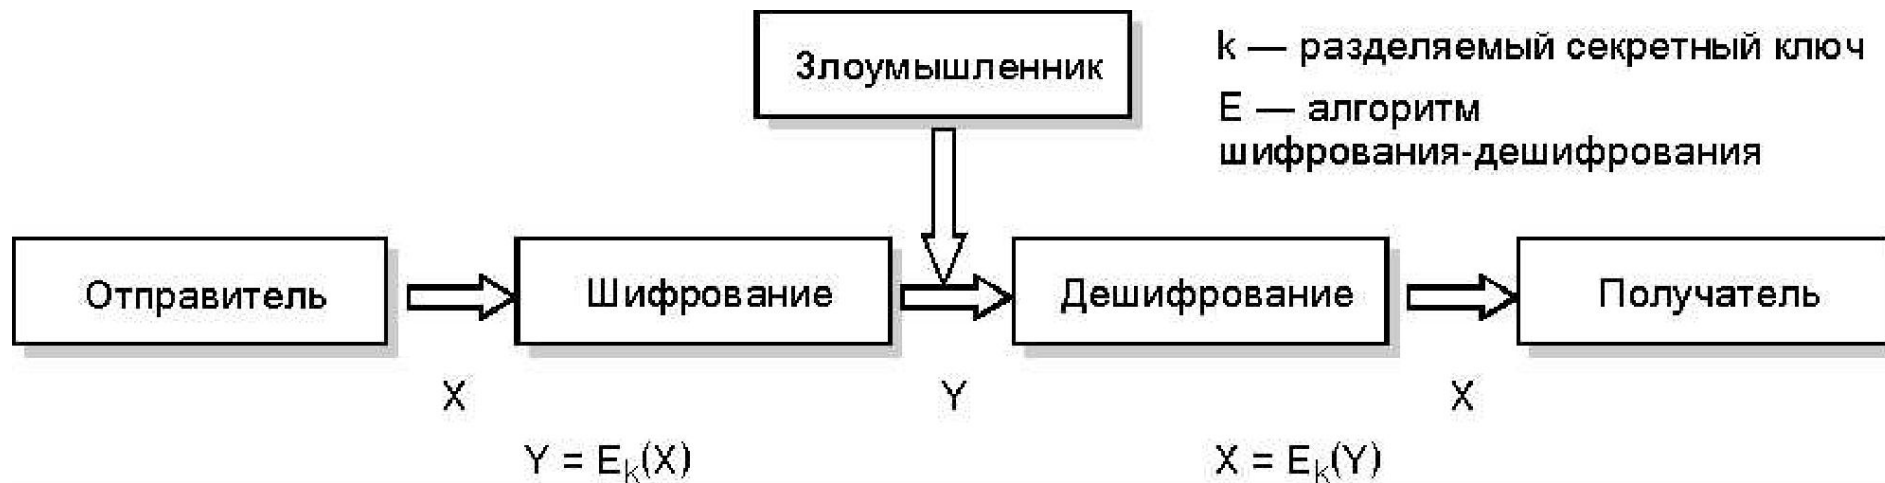 Злоумышленник
k — разделяемый секретный ключ
E — алгоритм
шифрования-дешифрования
Отправитель
Шифрование
Дешифрование
Получатель
X
Y
X
Y = Ek(X)
X = Ek(Y)